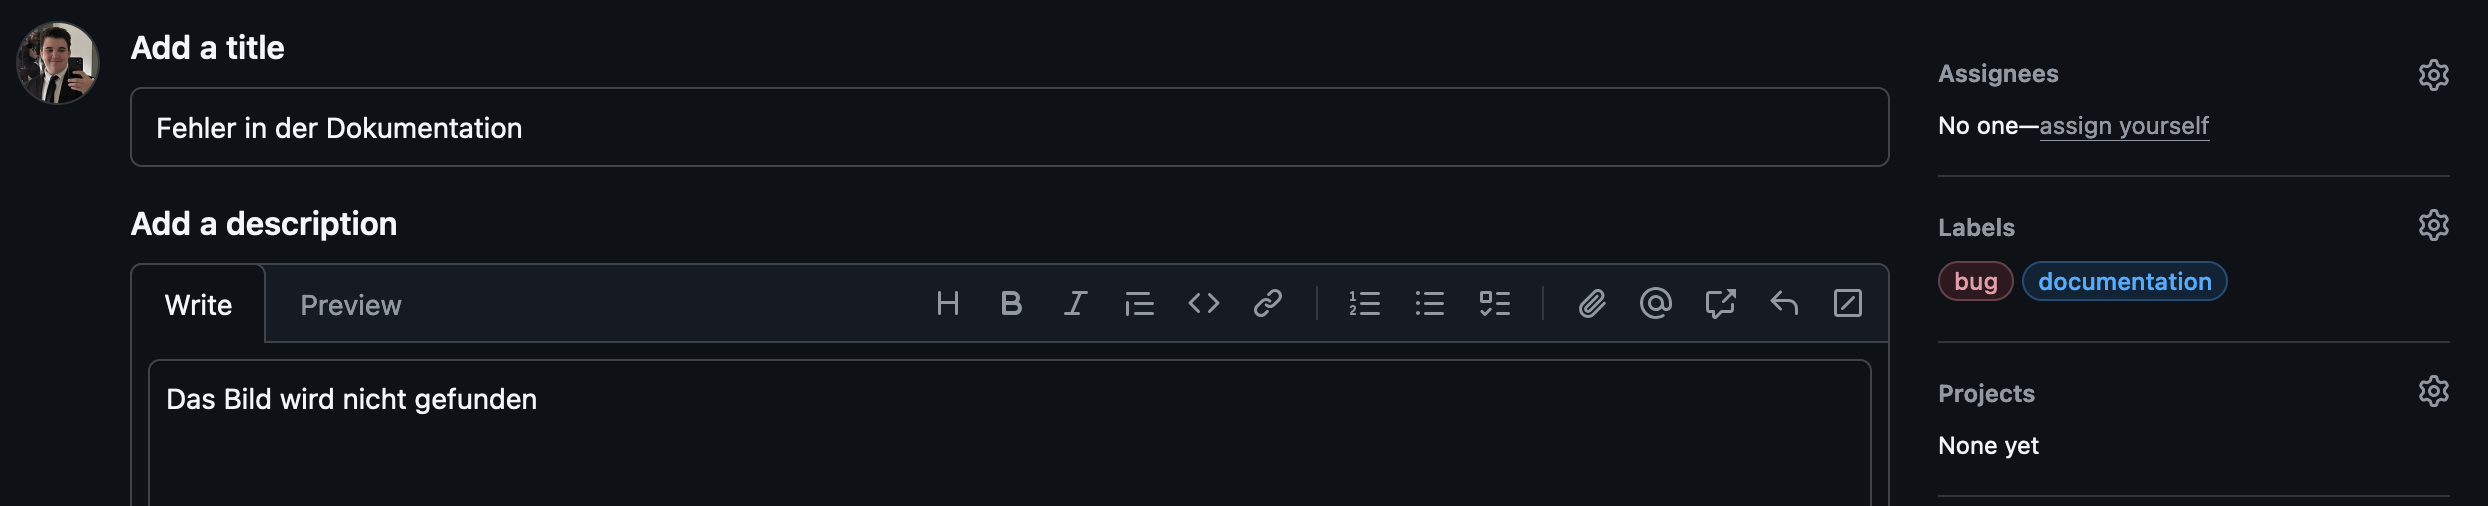 Add a title
Fehler in der Dokumentation
Add a description
Write
Preview
Das Bild wird nicht gefunden
Assignees
No one—assign yourself
Labels
bug documentation
Projects
None yet